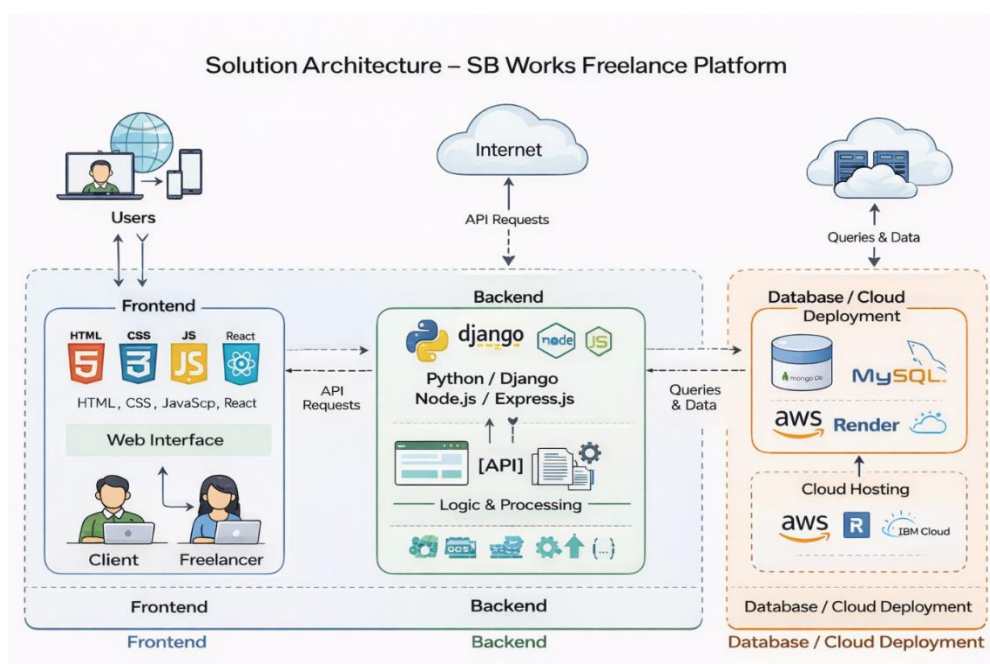 Solution Architecture – SB Works Freelance Platform
Internet
Users
API Requests
Queries & Data
Frontend
HTML CSS JS React
5 3 JS
HTML, CSS, JavaScp, React
Web Interface
Client Freelancer
API
Requests
Backend
django node JS
Python / Django
Node.js / Express.js
[API]
Logic & Processing
{...}
Queries
& Data
Database / Cloud
Deployment
mongo Db
MySQL.
aws Render
Cloud Hosting
aws R IBM Cloud
Frontend
Backend
Database / Cloud Deployment
Frontend
Backend
Database / Cloud Deployment